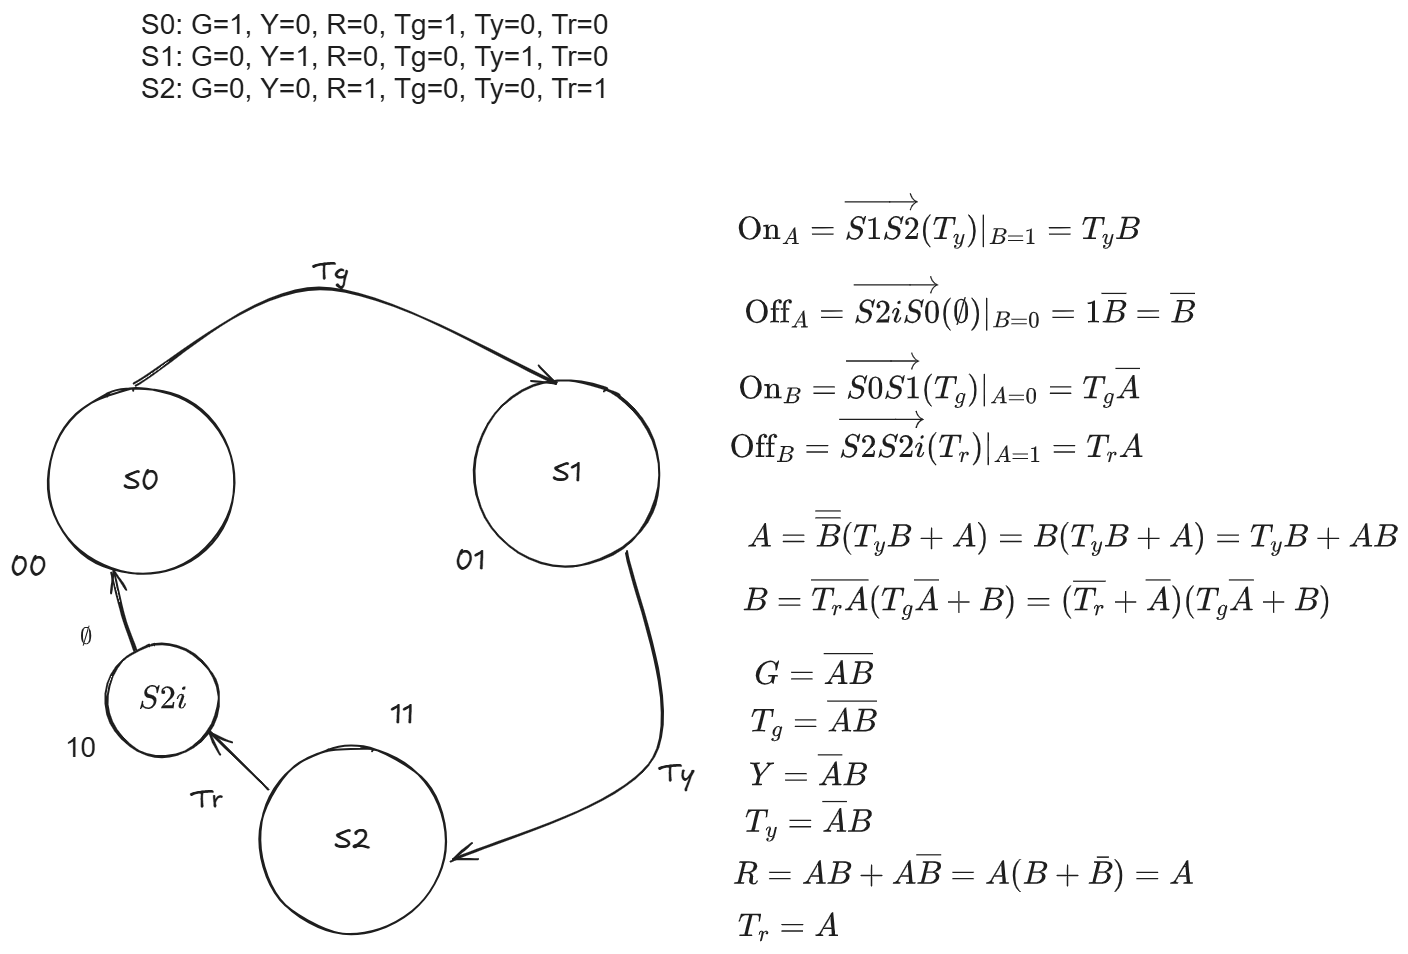 S0: G=1, Y=0, R=0, Tg=1, Ty=0, Tr=0
S1: G=0, Y=1, R=0, Tg=0, Ty=1, Tr=0
S2: G=0, Y=0, R=1, Tg=0, Ty=0, Tr=1
Tg
S0
S1
00
01
∅
S2i
10
11
Tr
Ty
S2
$\text{On}_A = \overrightarrow{S1S2}(T_y)|_{B=1} = T_yB$
$\text{Off}_A = \overrightarrow{S2iS0}(\emptyset)|_{B=0} = 1\overline{B} = \overline{B}$
$\text{On}_B = \overrightarrow{S0S1}(T_g)|_{A=0} = T_g\overline{A}$
$\text{Off}_B = \overrightarrow{S2S2i}(T_r)|_{A=1} = T_rA$
$A = \overline{\overline{B}}(T_yB + A) = B(T_yB + A) = T_yB + AB$
$B = \overline{T_rA}(T_g\overline{A} + B) = (\overline{T_r} + \overline{A})(T_g\overline{A} + B)$
$G = \overline{AB}$
$T_g = \overline{AB}$
$Y = \overline{A}B$
$T_y = \overline{A}B$
$R = AB + A\overline{B} = A(B + \bar{B}) = A$
$T_r = A$